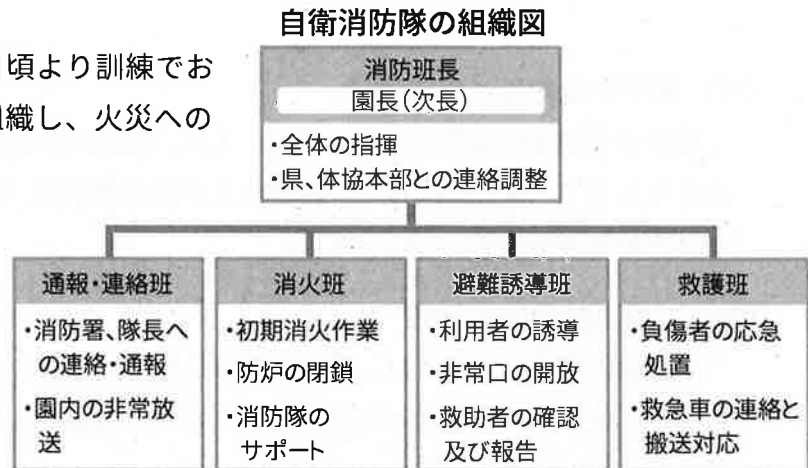 自衛消防隊の組織図
頃より訓練でお
織し、火災への
消防班長
園長(次長)
・全体の指揮
・県、体協本部との連絡調整
通報・連絡班
・消防署、隊長へ
の連絡・通報
・園内の非常放
送
消火班
・初期消火作業
・防炉の閉鎖
・消防隊の
サポート
避難誘導班
・利用者の誘導
・非常口の開放
・救助者の確認
及び報告
救護班
・負傷者の応急
処置
・救急車の連絡と
搬送対応